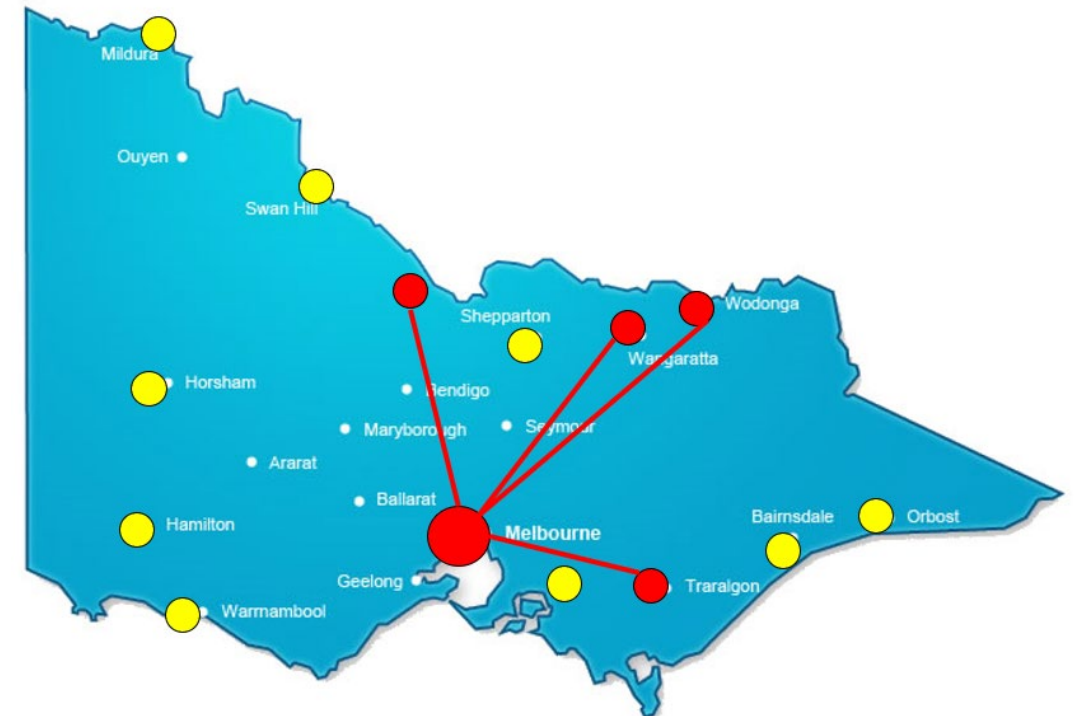 Mildura
Ouyen
Swan Hill
Shepparton
Wodonga
Wangaratta
Horsham
Bendigo
Maryborough
Seymour
Ararat
Ballarat
Hamilton
Melbourne
Bairnsdale
Orbost
Geelong
Traralgon
Warrnambool